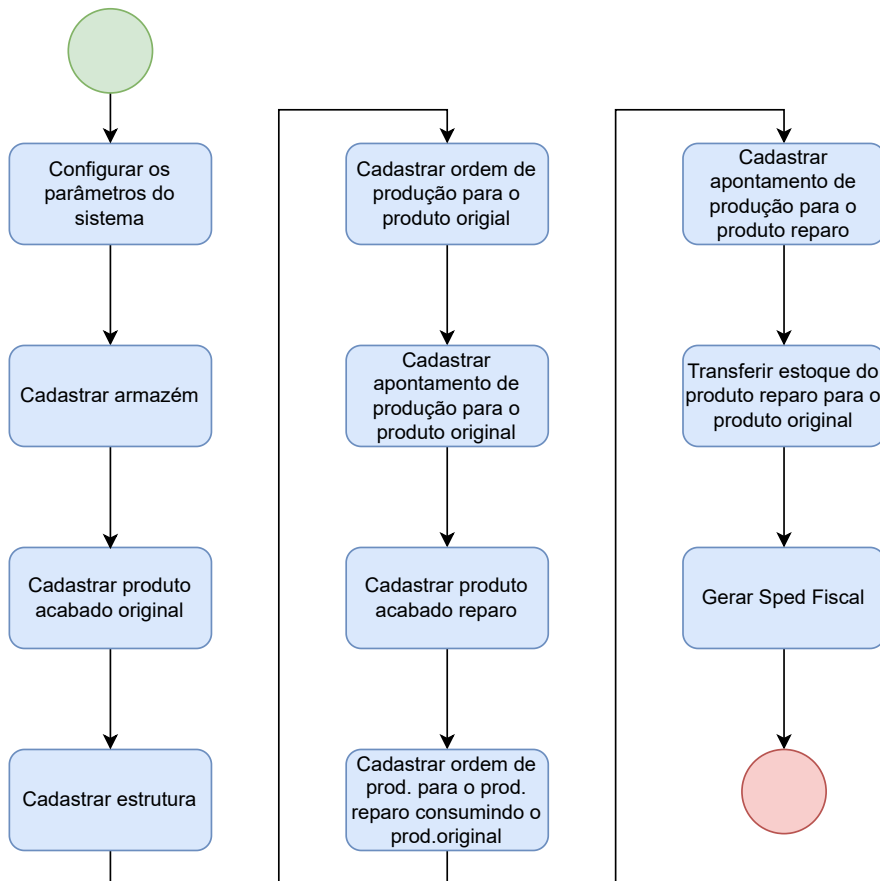 Configurar os
parâmetros do
sistema
Cadastrar armazém
Cadastrar produto
acabado original
Cadastrar estrutura
Cadastrar ordem de
produção para o
produto origial
Cadastrar
apontamento de
produção para o
produto original
Cadastrar produto
acabado reparo
Cadastrar ordem de
prod. para o prod.
reparo consumindo o
prod.original
Cadastrar
apontamento de
produção para o
produto reparo
Transferir estoque do
produto reparo para o
produto original
Gerar Sped Fiscal